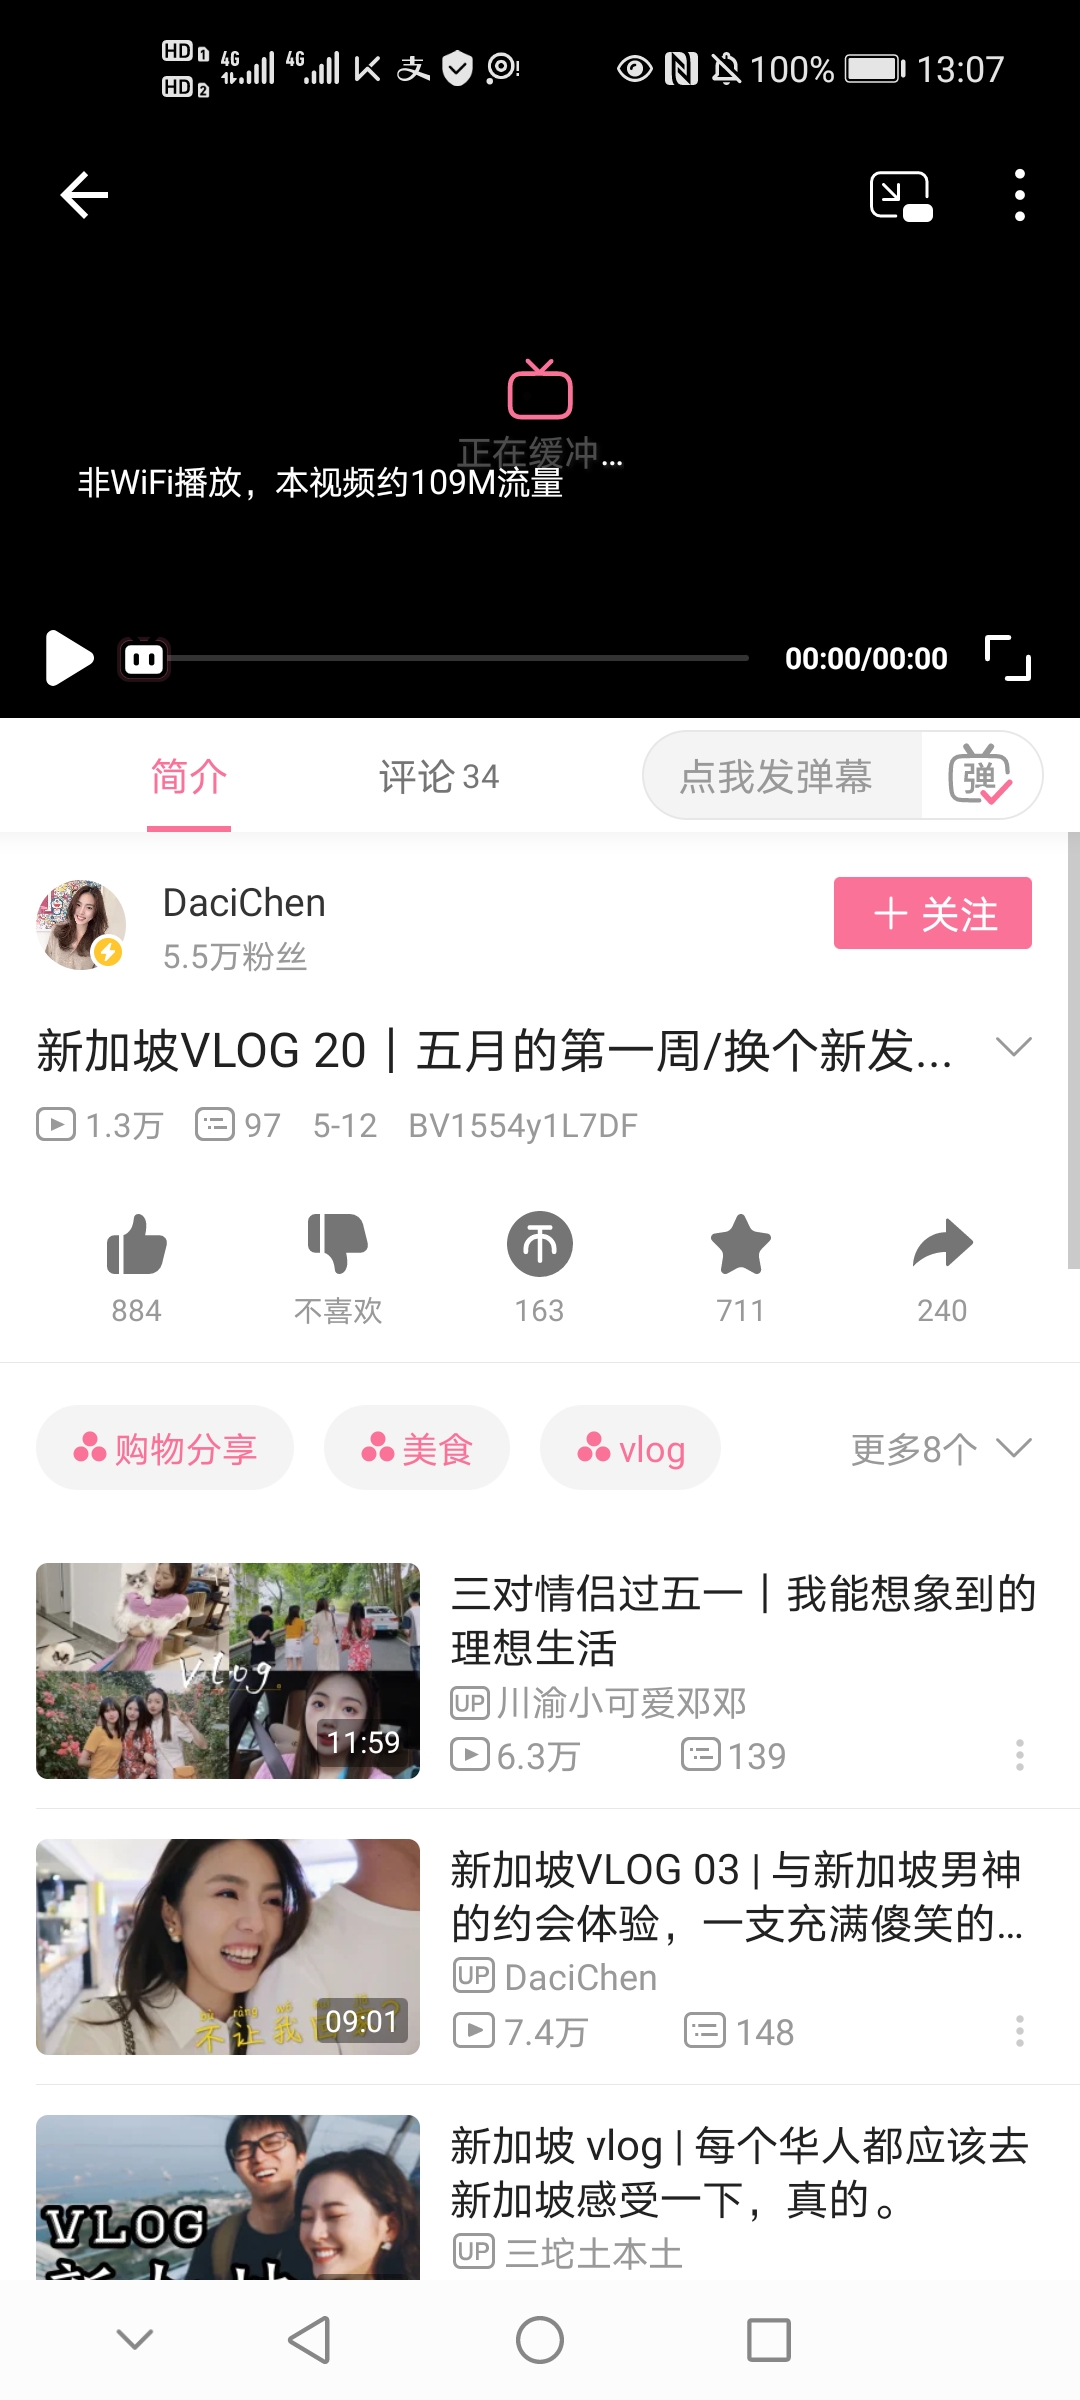 HD 1 4G 4G 100% 13:07
HD 2
正在缓冲...
非WiFi播放，本视频约109M流量
00:00/00:00
简介 评论 34 点我发弹幕 弹
DaciChen
5.5万粉丝
+ 关注
新加坡VLOG 20｜五月的第一周/换个新发...
1.3万 97 5-12 BV1554y1L7DF
884 不喜欢 163 711 240
购物分享 美食 vlog 更多8个
Vlog
11:59
三对情侣过五一｜我能想象到的
理想生活
UP 川渝小可爱邓邓
6.3万 139
不让我
09:01
新加坡VLOG 03 | 与新加坡男神
的约会体验，一支充满傻笑的...
UP DaciChen
7.4万 148
VLOG
新加坡 vlog | 每个华人都应该去
新加坡感受一下，真的。
UP 三坨土本土